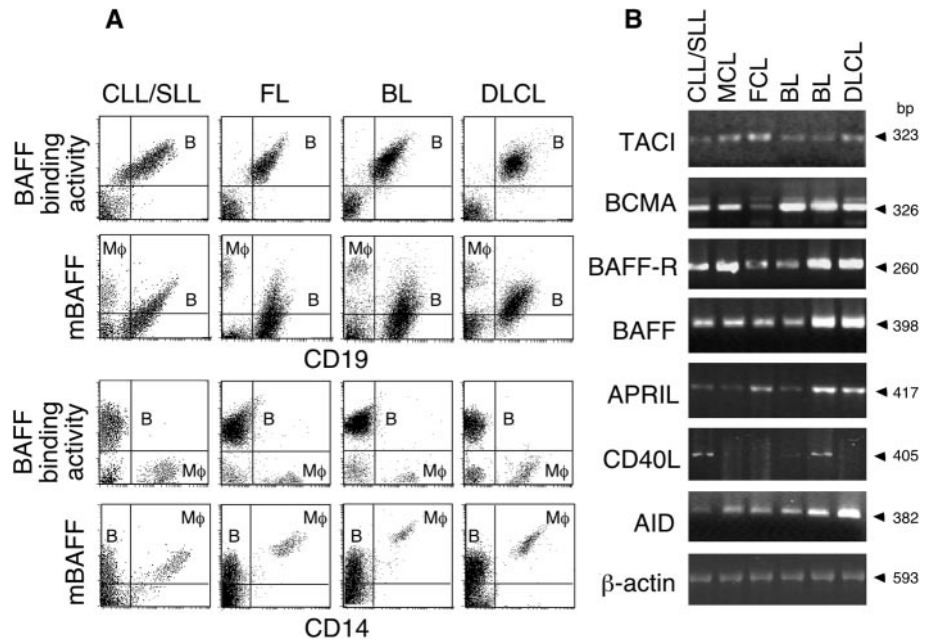 A
CLL/SLL FL BL DLCL
BAFF
binding
activity
B B B B
mBAFF
Mφ Mφ Mφ Mφ
B B B B
CD19
BAFF
binding
activity
B B B B
Mφ Mφ Mφ Mφ
mBAFF
Mφ Mφ Mφ Mφ
B B B B
CD14
B
CLL/SLL
MCL
FCL
BL
BL
DLCL
bp
TACI ◄ 323
BCMA ◄ 326
BAFF-R ◄ 260
BAFF ◄ 398
APRIL ◄ 417
CD40L ◄ 405
AID ◄ 382
β-actin ◄ 593